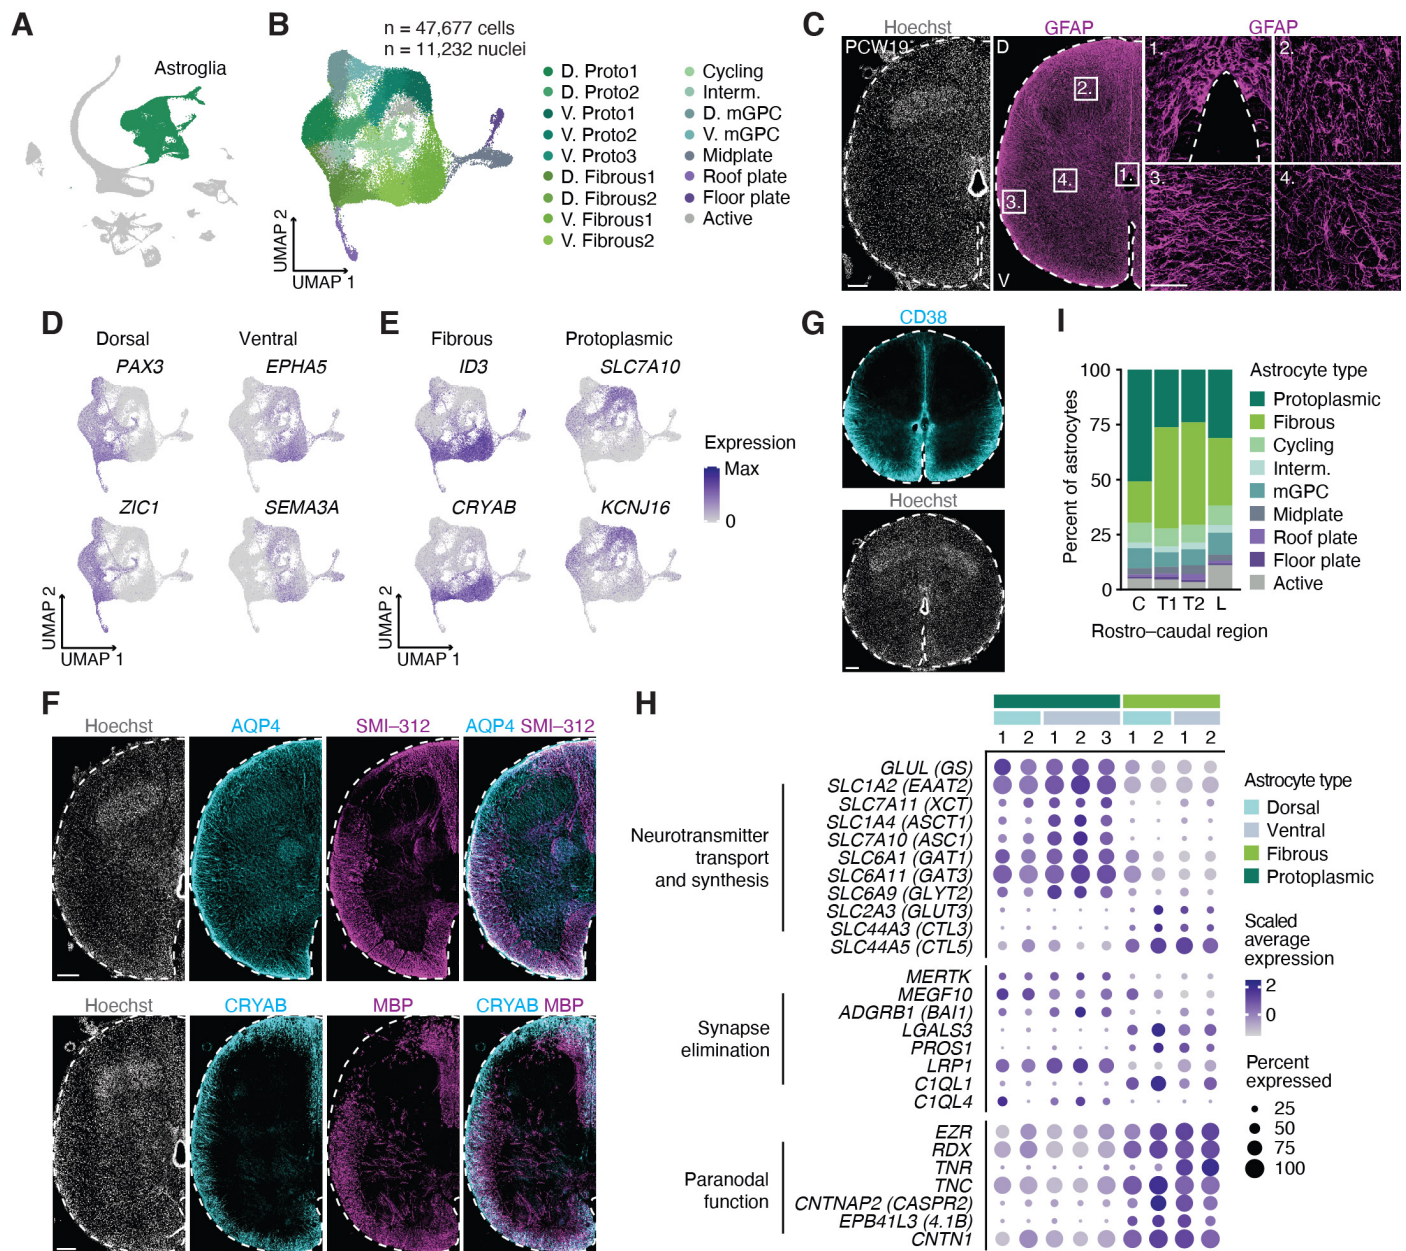 A
Astroglia
B
n = 47,677 cells
n = 11,232 nuclei
D. Proto1
D. Proto2
V. Proto1
V. Proto2
V. Proto3
D. Fibrous1
D. Fibrous2
V. Fibrous1
V. Fibrous2
Cycling
Interm.
D. mGPC
V. mGPC
Midplate
Roof plate
Floor plate
Active
UMAP 2
UMAP 1
C
Hoechst
GFAP
GFAP
PCW19
D
V
1.
2.
3.
4.
1.
2.
3.
4.
D
Dorsal
Ventral
PAX3
EPHA5
ZIC1
SEMA3A
UMAP 2
UMAP 1
E
Fibrous
Protoplasmic
ID3
SLC7A10
CRYAB
KCNJ16
UMAP 2
UMAP 1
Expression
Max
0
G
CD38
Hoechst
I
Percent of astrocytes
100
75
50
25
0
C T1 T2 L
Rostro–caudal region
Astrocyte type
Protoplasmic
Fibrous
Cycling
Interm.
mGPC
Midplate
Roof plate
Floor plate
Active
F
Hoechst
AQP4
SMI–312
AQP4 SMI–312
Hoechst
CRYAB
MBP
CRYAB MBP
H
1 2 1 2 3 1 2 1 2
Neurotransmitter
transport
and synthesis
GLUL (GS)
SLC1A2 (EAAT2)
SLC7A11 (XCT)
SLC1A4 (ASCT1)
SLC7A10 (ASC1)
SLC6A1 (GAT1)
SLC6A11 (GAT3)
SLC6A9 (GLYT2)
SLC2A3 (GLUT3)
SLC44A3 (CTL3)
SLC44A5 (CTL5)
Synapse
elimination
MERTK
MEGF10
ADGRB1 (BAI1)
LGALS3
PROS1
LRP1
C1QL1
C1QL4
Paranodal
function
EZR
RDX
TNR
TNC
CNTNAP2 (CASPR2)
EPB41L3 (4.1B)
CNTN1
Astrocyte type
Dorsal
Ventral
Fibrous
Protoplasmic
Scaled
average
expression
2
0
Percent
expressed
25
50
75
100